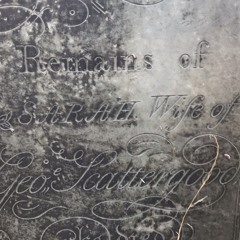 Remains of
SARAH Wife of
Geo. Scattergood